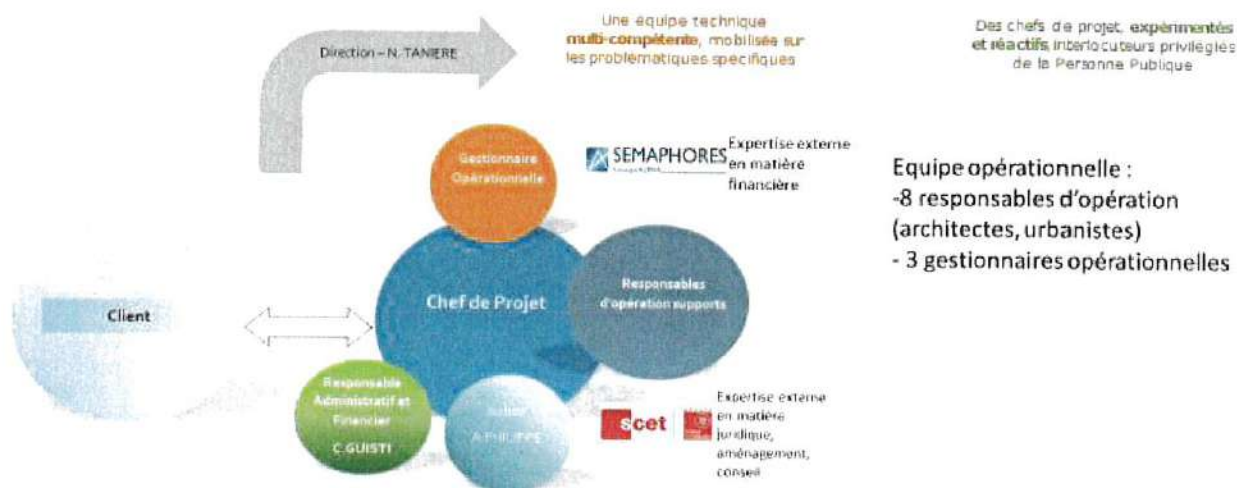 Une équipe technique
multi-compétente, mobilisée sur
les problématiques spécifiques
Des chefs de projet, expérimentés
et réactifs, interlocuteurs privilégiés
de la Personne Publique
Direction – N. TANIERE
Gestionnaire
Opérationnelle
SEMAPHORES
Expertise externe
en matière
financière
Equipe opérationnelle :
-8 responsables d'opération
(architectes, urbanistes)
- 3 gestionnaires opérationnelles
Client
Chef de Projet
Responsables
d'opération supports
Responsable
Administratif et
Financier
C.GUISTI
A.PHILIPPE
scet
Expertise externe
en matière
juridique,
aménagement,
conseil